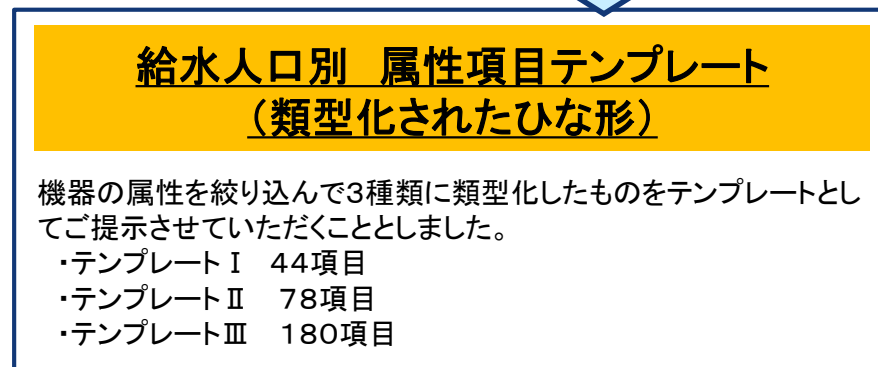 給水人口別　属性項目テンプレート
（類型化されたひな形）
機器の属性を絞り込んで３種類に類型化したものをテンプレートとし
てご提示させていただくこととしました。
・テンプレートⅠ　４４項目
・テンプレートⅡ　７８項目
・テンプレートⅢ　１８０項目